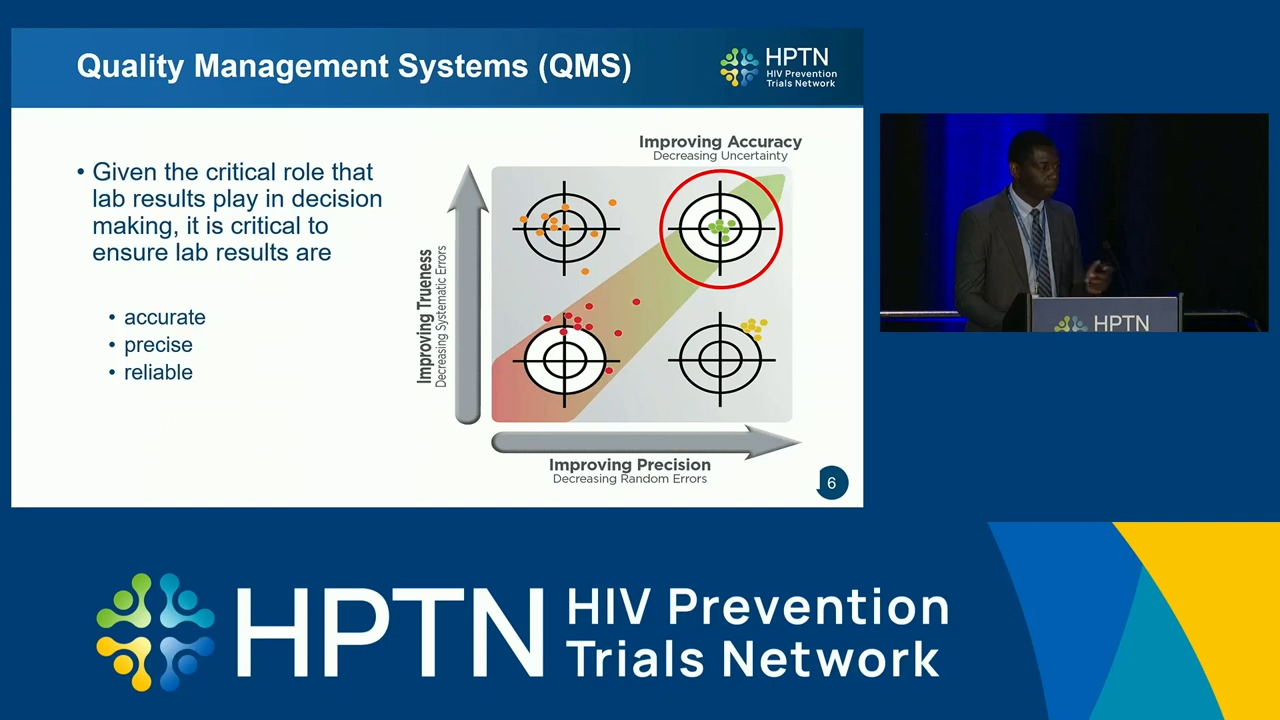 Quality Management Systems (QMS)
HPTN
HIV Prevention
Trials Network
• Given the critical role that
lab results play in decision
making, it is critical to
ensure lab results are
• accurate
• precise
• reliable
Improving Accuracy
Decreasing Uncertainty
Improving Trueness
Decreasing Systematic Errors
Improving Precision
Decreasing Random Errors
6
HPTN
HPTN
HIV Prevention
Trials Network